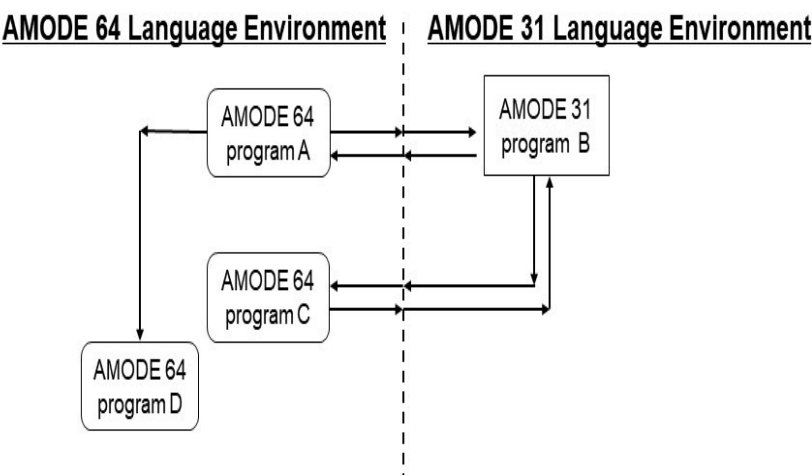 AMODE 64 Language Environment
AMODE 31 Language Environment
AMODE 64
program A
AMODE 31
program B
AMODE 64
program C
AMODE 64
program D